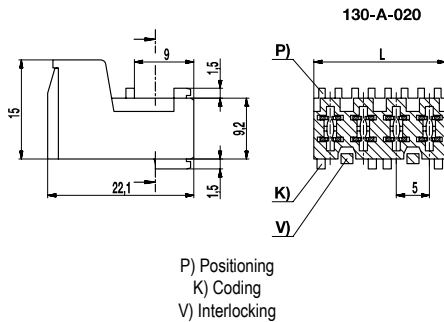 130-A-020
9
1,5
L
P)
15
9,2
K)
22,1
1,5
5
V)
P) Positioning
K) Coding
V) Interlocking